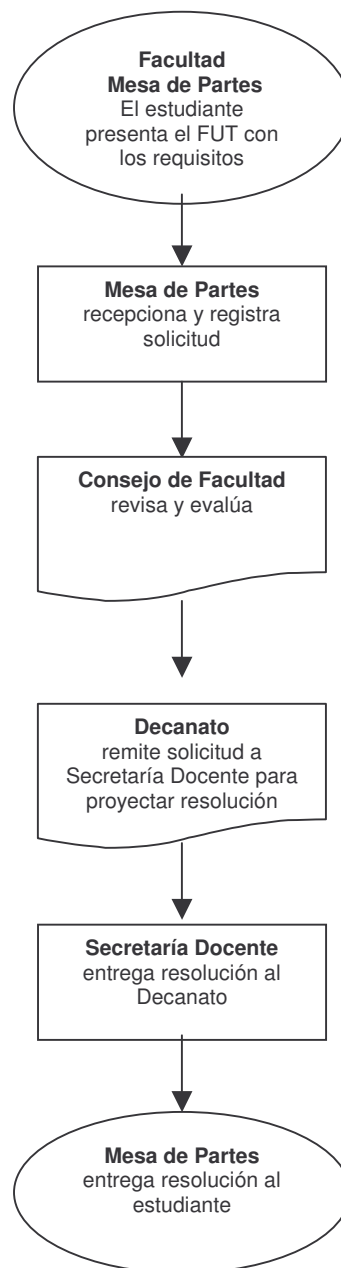 Facultad
Mesa de Partes
El estudiante
presenta el FUT con
los requisitos
Mesa de Partes
recepciona y registra
solicitud
Consejo de Facultad
revisa y evalúa
Decanato
remite solicitud a
Secretaría Docente para
proyectar resolución
Secretaría Docente
entrega resolución al
Decanato
Mesa de Partes
entrega resolución al
estudiante